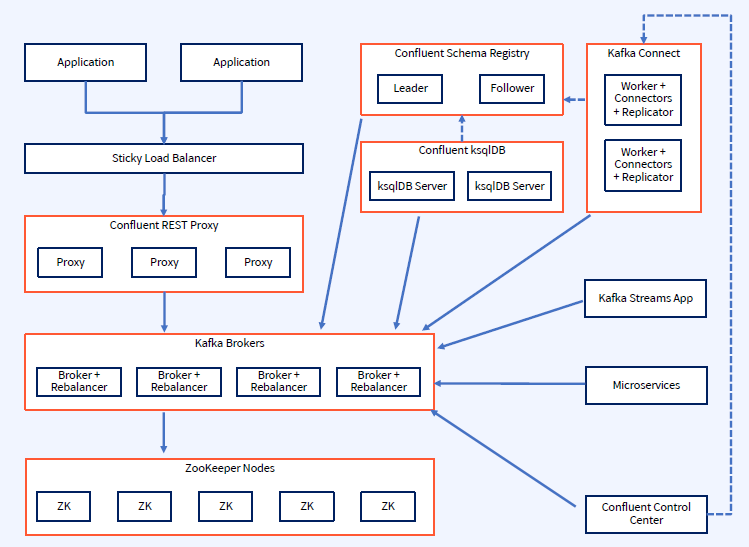 Application
Application
Sticky Load Balancer
Confluent REST Proxy
Proxy
Proxy
Proxy
Confluent Schema Registry
Leader
Follower
Confluent ksqlDB
ksqlDB Server
ksqlDB Server
Kafka Connect
Worker +
Connectors
+ Replicator
Worker +
Connectors
+ Replicator
Kafka Streams App
Microservices
Confluent Control
Center
Kafka Brokers
Broker +
Rebalancer
Broker +
Rebalancer
Broker +
Rebalancer
Broker +
Rebalancer
ZooKeeper Nodes
ZK
ZK
ZK
ZK
ZK